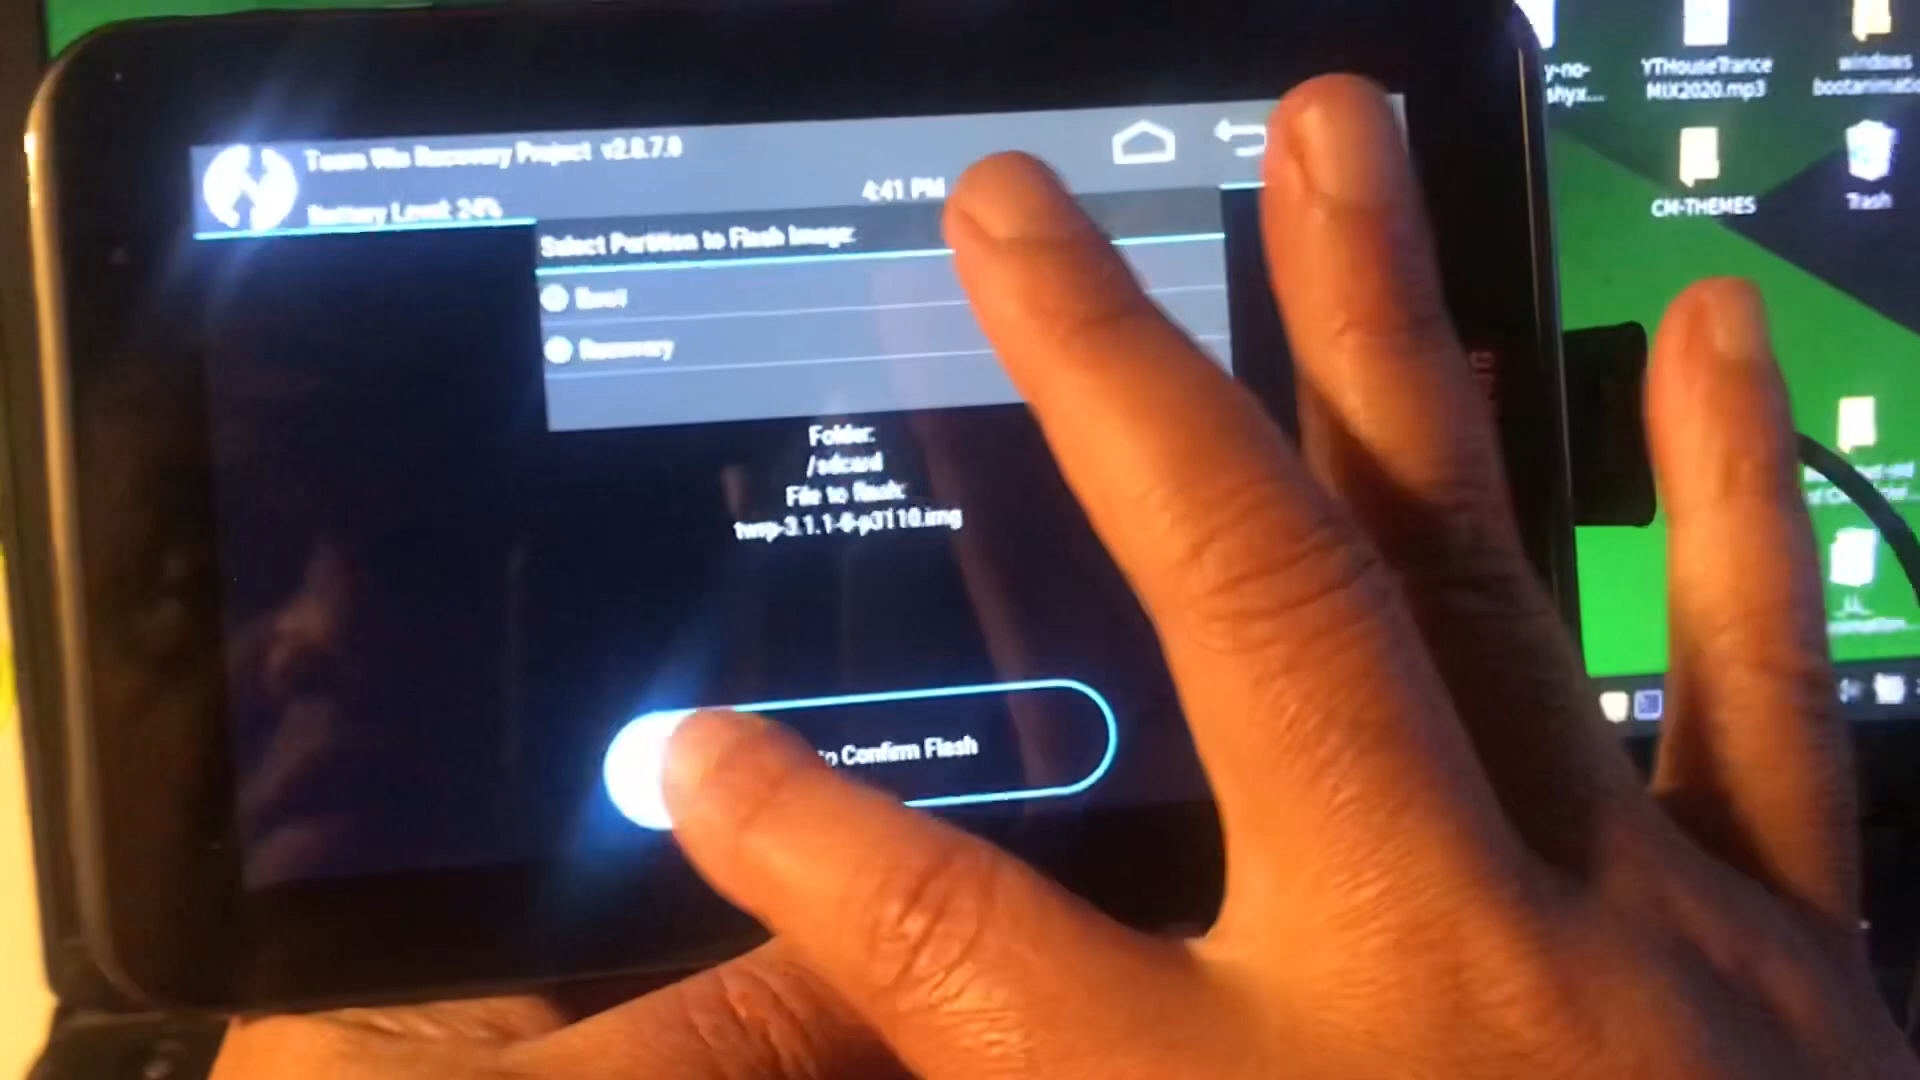 Team Win Recovery Project v2.8.7.0
4:41 PM
Battery Level: 24%
Select Partition to Flash Image:
Boot
Recovery
Folder:
/sdcard
File to flash:
twrp-3.1.1-0-p3110.img
to Confirm Flash
y-no-
YTHouseTrance
MIX2020.mp3
windows
bootanimatio
CM-THEMES
Trash